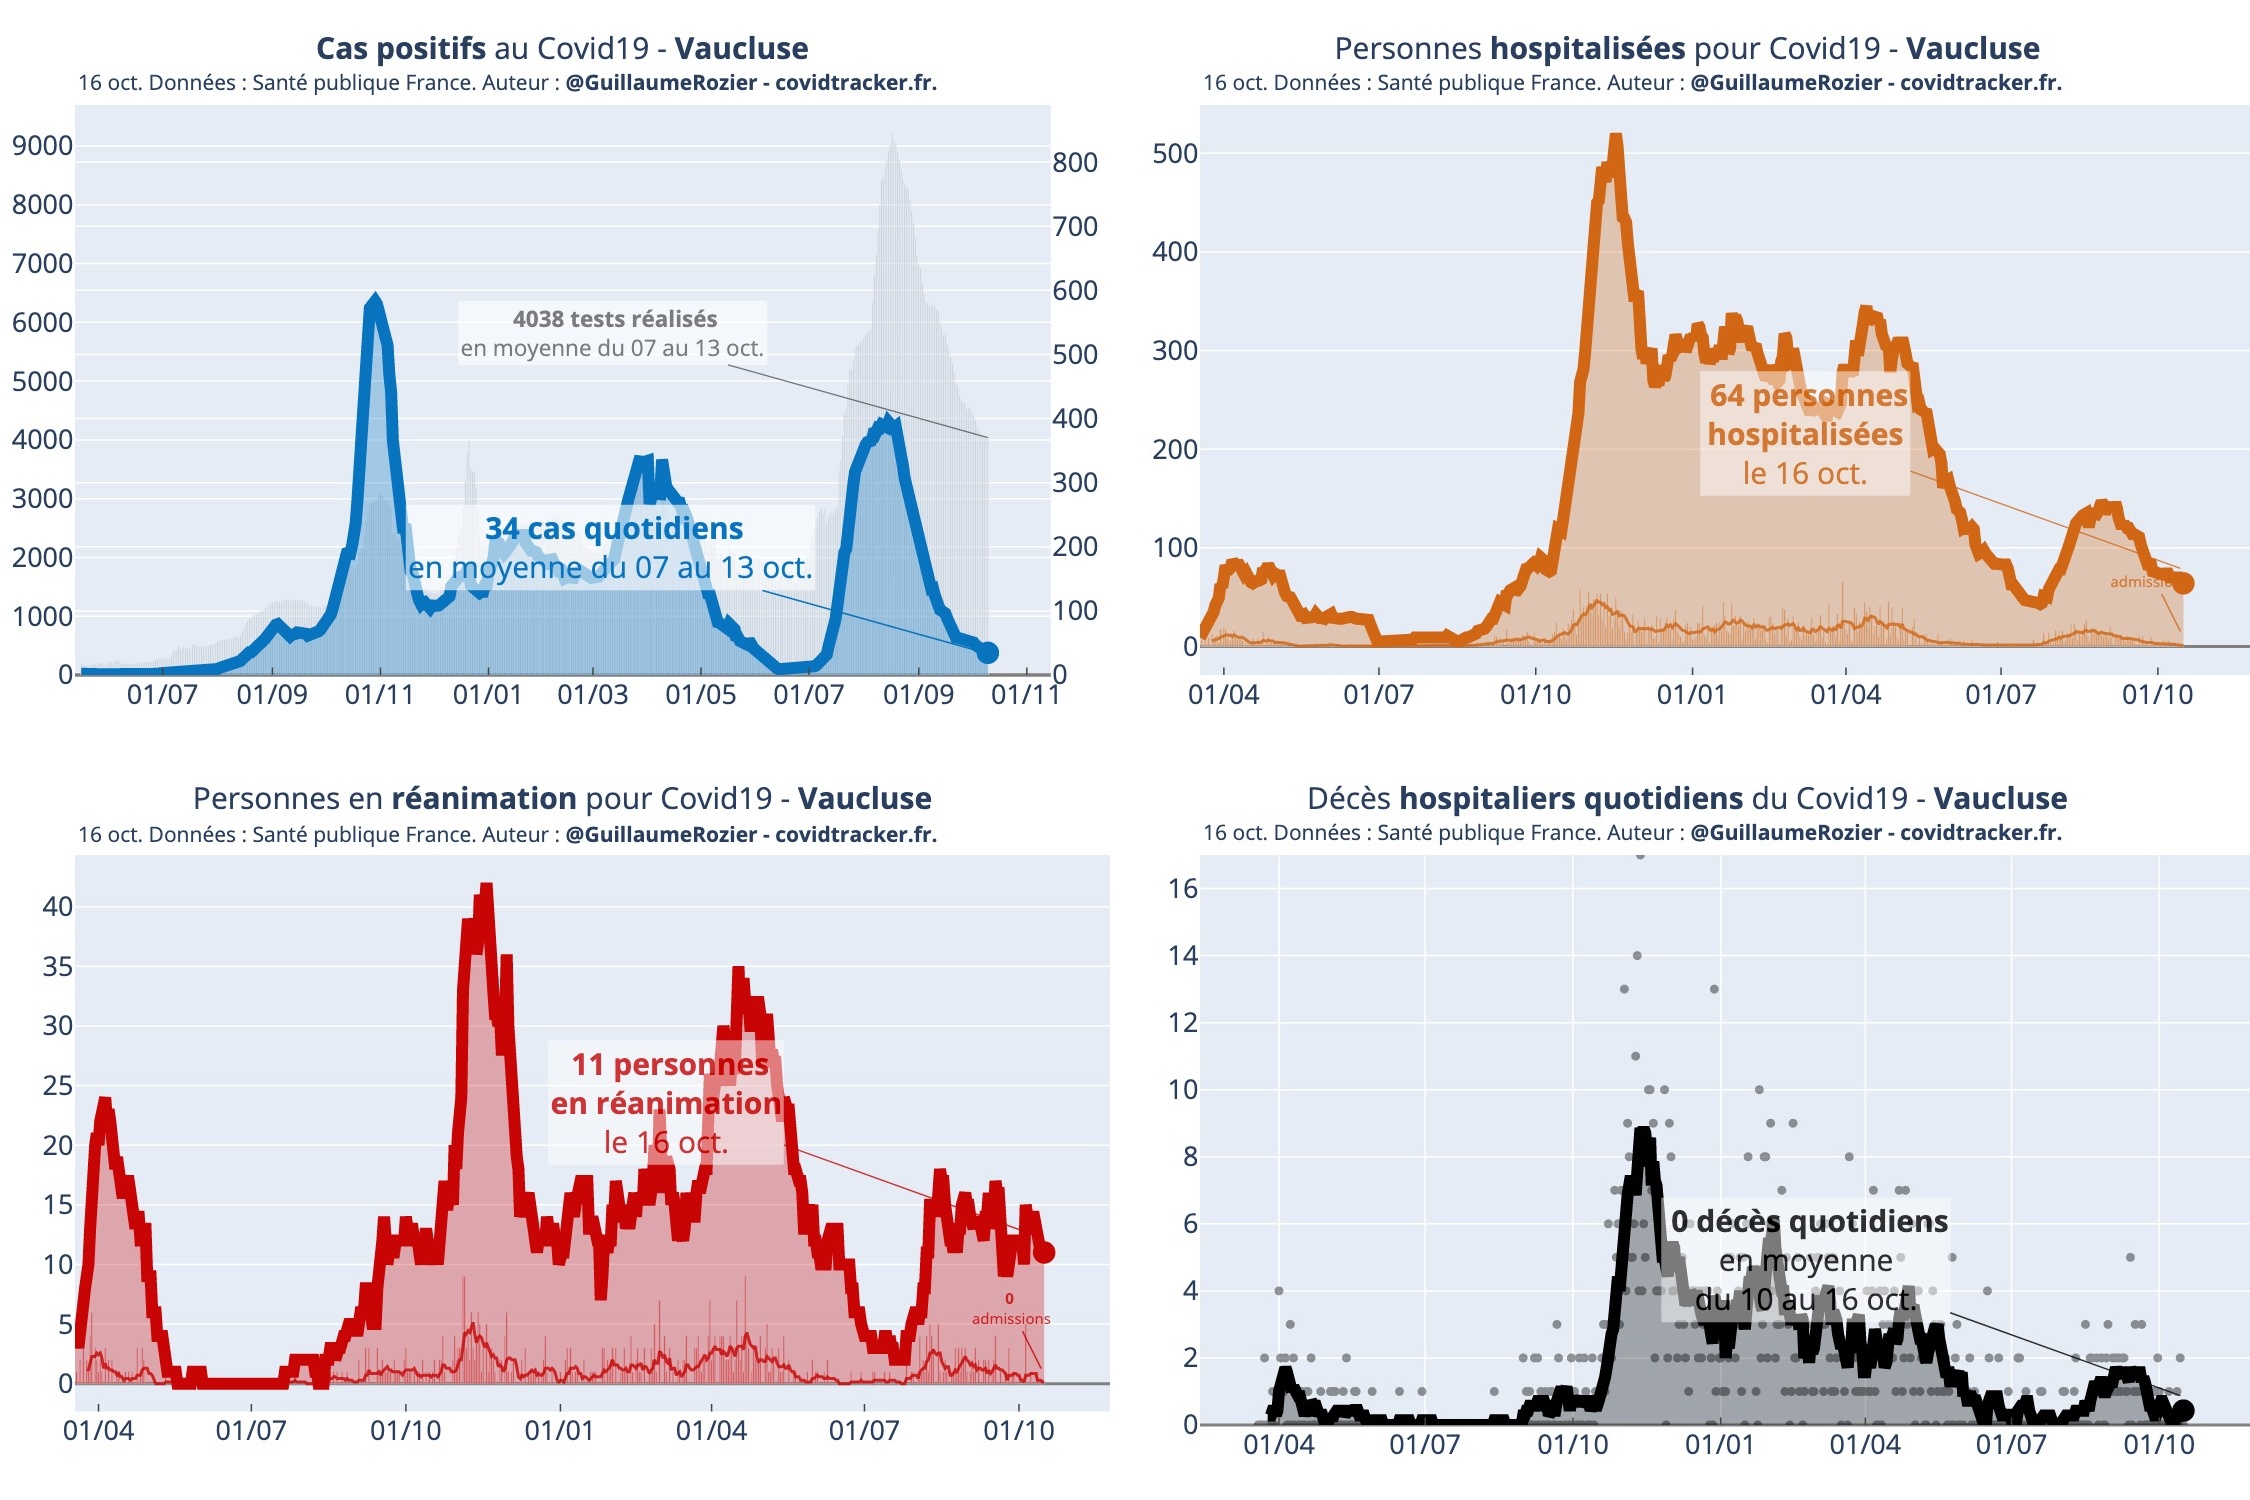 Cas positifs au Covid19 - Vaucluse
16 oct. Données : Santé publique France. Auteur : @GuillaumeRozier - covidtracker.fr.
9000
8000
7000
6000
5000
4000
3000
2000
1000
0
800
700
600
500
400
300
200
100
0
4038 tests réalisés
en moyenne du 07 au 13 oct.
34 cas quotidiens
en moyenne du 07 au 13 oct.
01/07 01/09 01/11 01/01 01/03 01/05 01/07 01/09 01/11
Personnes hospitalisées pour Covid19 - Vaucluse
16 oct. Données : Santé publique France. Auteur : @GuillaumeRozier - covidtracker.fr.
500
400
300
200
100
0
64 personnes
hospitalisées
le 16 oct.
01/04 01/07 01/10 01/01 01/04 01/07 01/10
Personnes en réanimation pour Covid19 - Vaucluse
16 oct. Données : Santé publique France. Auteur : @GuillaumeRozier - covidtracker.fr.
40
35
30
25
20
15
10
5
0
11 personnes
en réanimation
le 16 oct.
0
admissions
01/04 01/07 01/10 01/01 01/04 01/07 01/10
Décès hospitaliers quotidiens du Covid19 - Vaucluse
16 oct. Données : Santé publique France. Auteur : @GuillaumeRozier - covidtracker.fr.
16
14
12
10
8
6
4
2
0
0 décès quotidiens
en moyenne
du 10 au 16 oct.
01/04 01/07 01/10 01/01 01/04 01/07 01/10